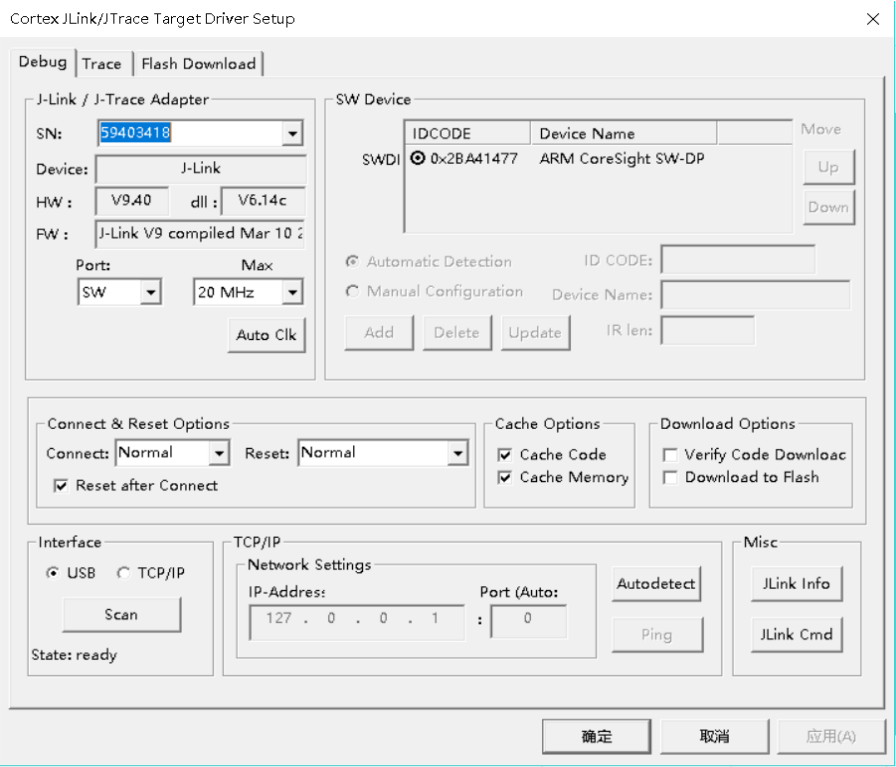 Cortex JLink/JTrace Target Driver Setup
Debug Trace Flash Download
J-Link / J-Trace Adapter
SN: 59403418
Device: J-Link
HW : V9.40 dll : V6.14c
FW : J-Link V9 compiled Mar 10 2
Port: Max
SW 20 MHz
Auto Clk
SW Device
IDCODE Device Name
SWDI 0x2BA41477 ARM CoreSight SW-DP
Move
Up
Down
Automatic Detection ID CODE:
Manual Configuration Device Name:
Add Delete Update IR len:
Connect & Reset Options
Connect: Normal Reset: Normal
Reset after Connect
Cache Options
Cache Code
Cache Memory
Download Options
Verify Code Downloac
Download to Flash
Interface
USB TCP/IP
Scan
State: ready
TCP/IP
Network Settings
IP-Address Port (Auto:
127 . 0 . 0 . 1 : 0
Autodetect
Ping
Misc
JLink Info
JLink Cmd
确定 取消 应用(A)